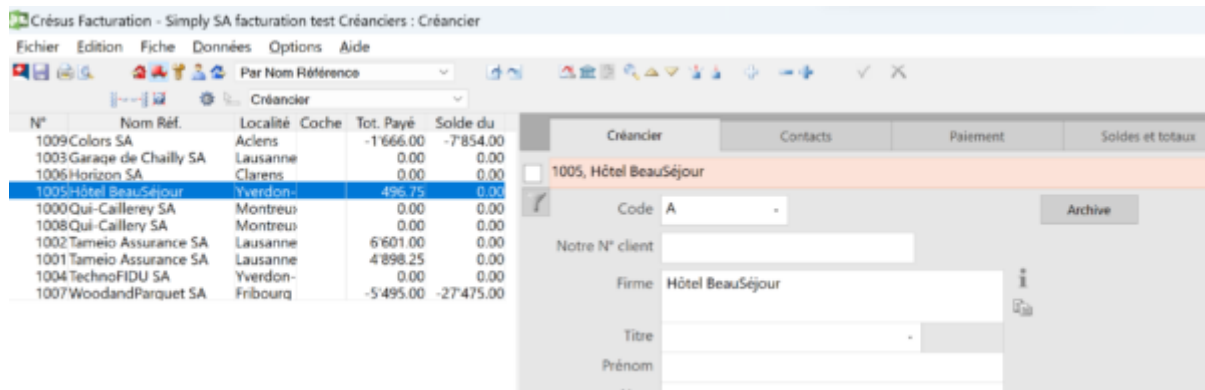 Crésus Facturation - Simply SA facturation test Créanciers : Créancier
Fichier Edition Fiche Données Options Aide
Par Nom Référence
Créancier
N° Nom Réf. Localité Coche Tot. Payé Solde du
1009 Colors SA Aclens -1'666.00 -7'854.00
1003 Garage de Chailly SA Lausanne 0.00 0.00
1006 Horizon SA Clarens 0.00 0.00
1005 Hôtel BeauSéjour Yverdon- 496.75 0.00
1000 Qui-Caillerey SA Montreux 0.00 0.00
1008 Qui-Caillery SA Montreux 0.00 0.00
1002 Tameio Assurance SA Lausanne 6'601.00 0.00
1001 Tameio Assurance SA Lausanne 4'898.25 0.00
1004 TechnoFIDU SA Yverdon- 0.00 0.00
1007 WoodandParquet SA Fribourg -5'495.00 -27'475.00
Créancier Contacts Paiement Soldes et totaux
1005, Hôtel BeauSéjour
Code A Archive
Notre N° client
Firme Hôtel BeauSéjour
Titre
Prénom